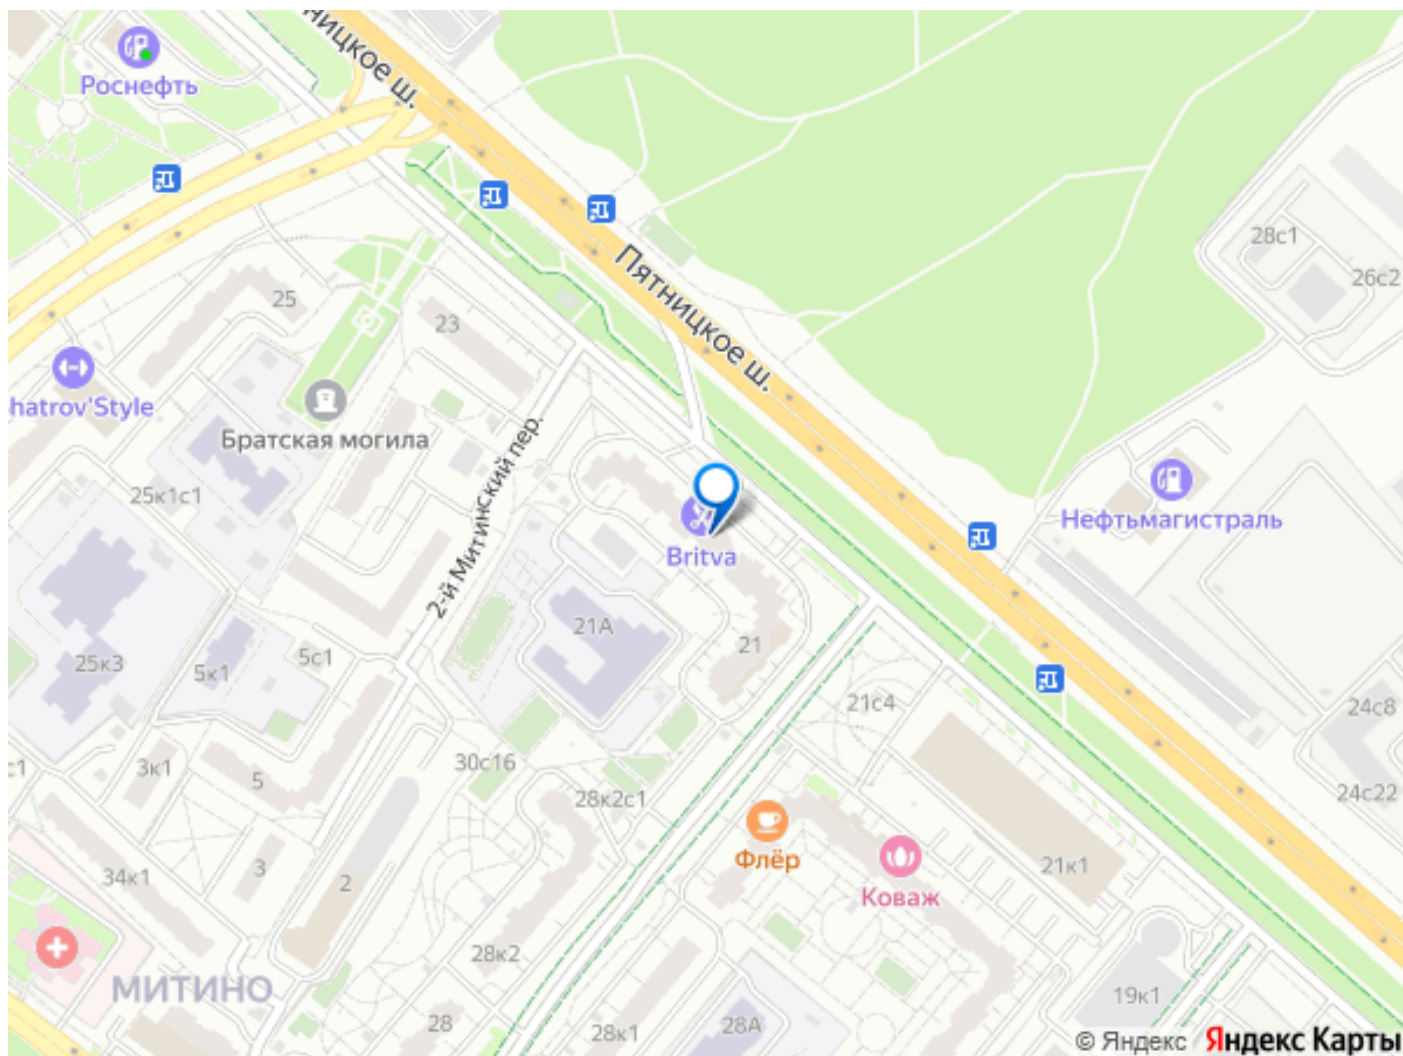 ницкое ш.
Роснефть
28с1
26с2
Пятницкое ш.
25
23
hatrov'Style
Братская могила
2-й Митинский пер.
25к1с1
Нефтьмагистраль
Britva
21А
21
25к3
5к1
5с1
21с4
24с8
с1
3к1
5
30с16
28к2с1
24с22
Флёр
21к1
34к1
3
2
Коваж
28к2
МИТИНО
19к1
28
28к1
28А
© Яндекс Яндекс Карты